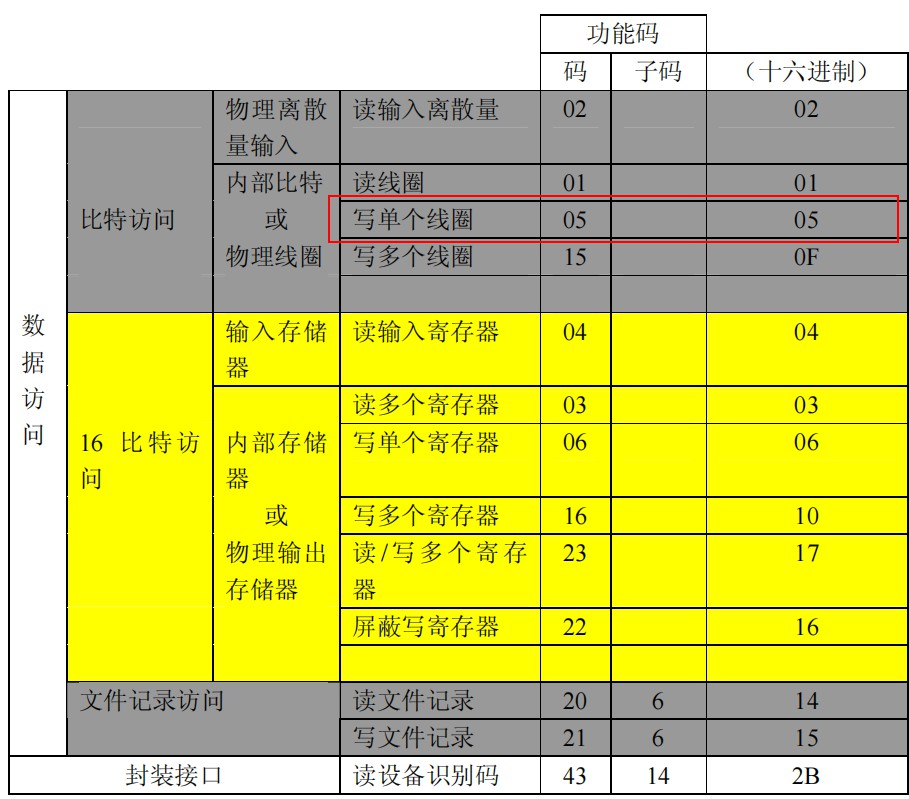 功能码
码 子码 （十六进制）
物理离散 读输入离散量 02 02
量输入
内部比特 读线圈 01 01
比特访问 或 写单个线圈 05 05
物理线圈 写多个线圈 15 0F
数 输入存储 读输入寄存器 04 04
据 器
访 读多个寄存器 03 03
问 16 比特访 内部存储 写单个寄存器 06 06
问 器
或 写多个寄存器 16 10
物理输出 读/写多个寄存 23 17
存储器 器
屏蔽写寄存器 22 16
文件记录访问 读文件记录 20 6 14
写文件记录 21 6 15
封装接口 读设备识别码 43 14 2B